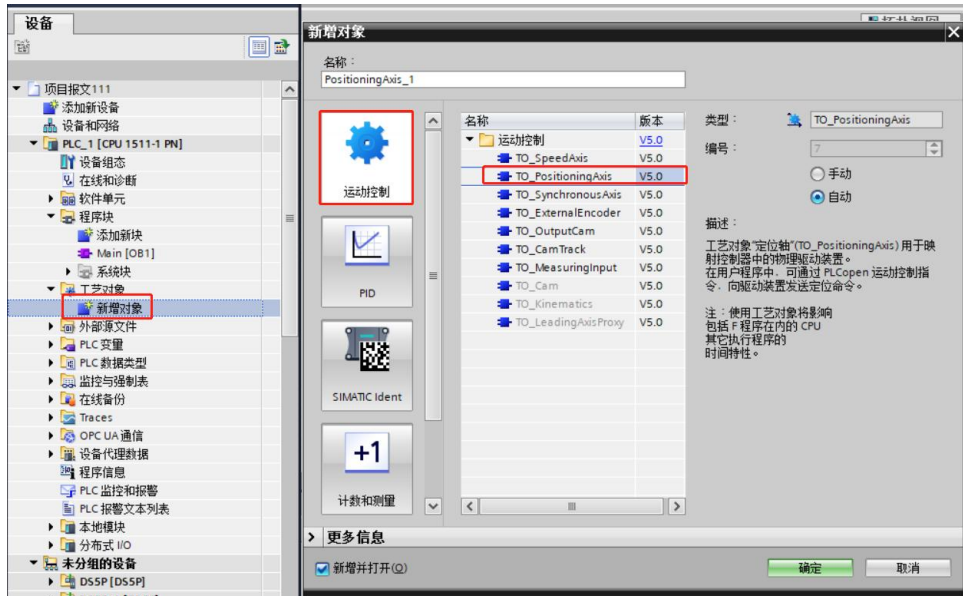 设备
项目报文111
添加新设备
设备和网络
PLC_1 [CPU 1511-1 PN]
设备组态
在线和诊断
软件单元
程序块
添加新块
Main [OB1]
系统块
工艺对象
新增对象
外部源文件
PLC 变量
PLC 数据类型
监控与强制表
在线备份
Traces
OPC UA 通信
设备代理数据
程序信息
PLC 监控和报警
PLC 报警文本列表
本地模块
分布式 I/O
未分组的设备
DS5P [DS5P]
新增对象
名称：
PositioningAxis_1
运动控制
PID
SIMATIC Ident
+1
计数和测量
名称 版本
运动控制 V5.0
TO_SpeedAxis V5.0
TO_PositioningAxis V5.0
TO_SynchronousAxis V5.0
TO_ExternalEncoder V5.0
TO_OutputCam V5.0
TO_CamTrack V5.0
TO_MeasuringInput V5.0
TO_Cam V5.0
TO_Kinematics V5.0
TO_LeadingAxisProxy V5.0
类型： TO_PositioningAxis
编号： 7
手动
自动
描述：
工艺对象“定位轴”(TO_PositioningAxis) 用于映
射控制器中的物理驱动装置。
在用户程序中，可通过 PLCopen 运动控制指
令，向驱动装置发送定位命令。
注：使用工艺对象将影响
包括 F 程序在内的 CPU
其它执行程序的
时间特性。
更多信息
新增并打开(O)
确定 取消